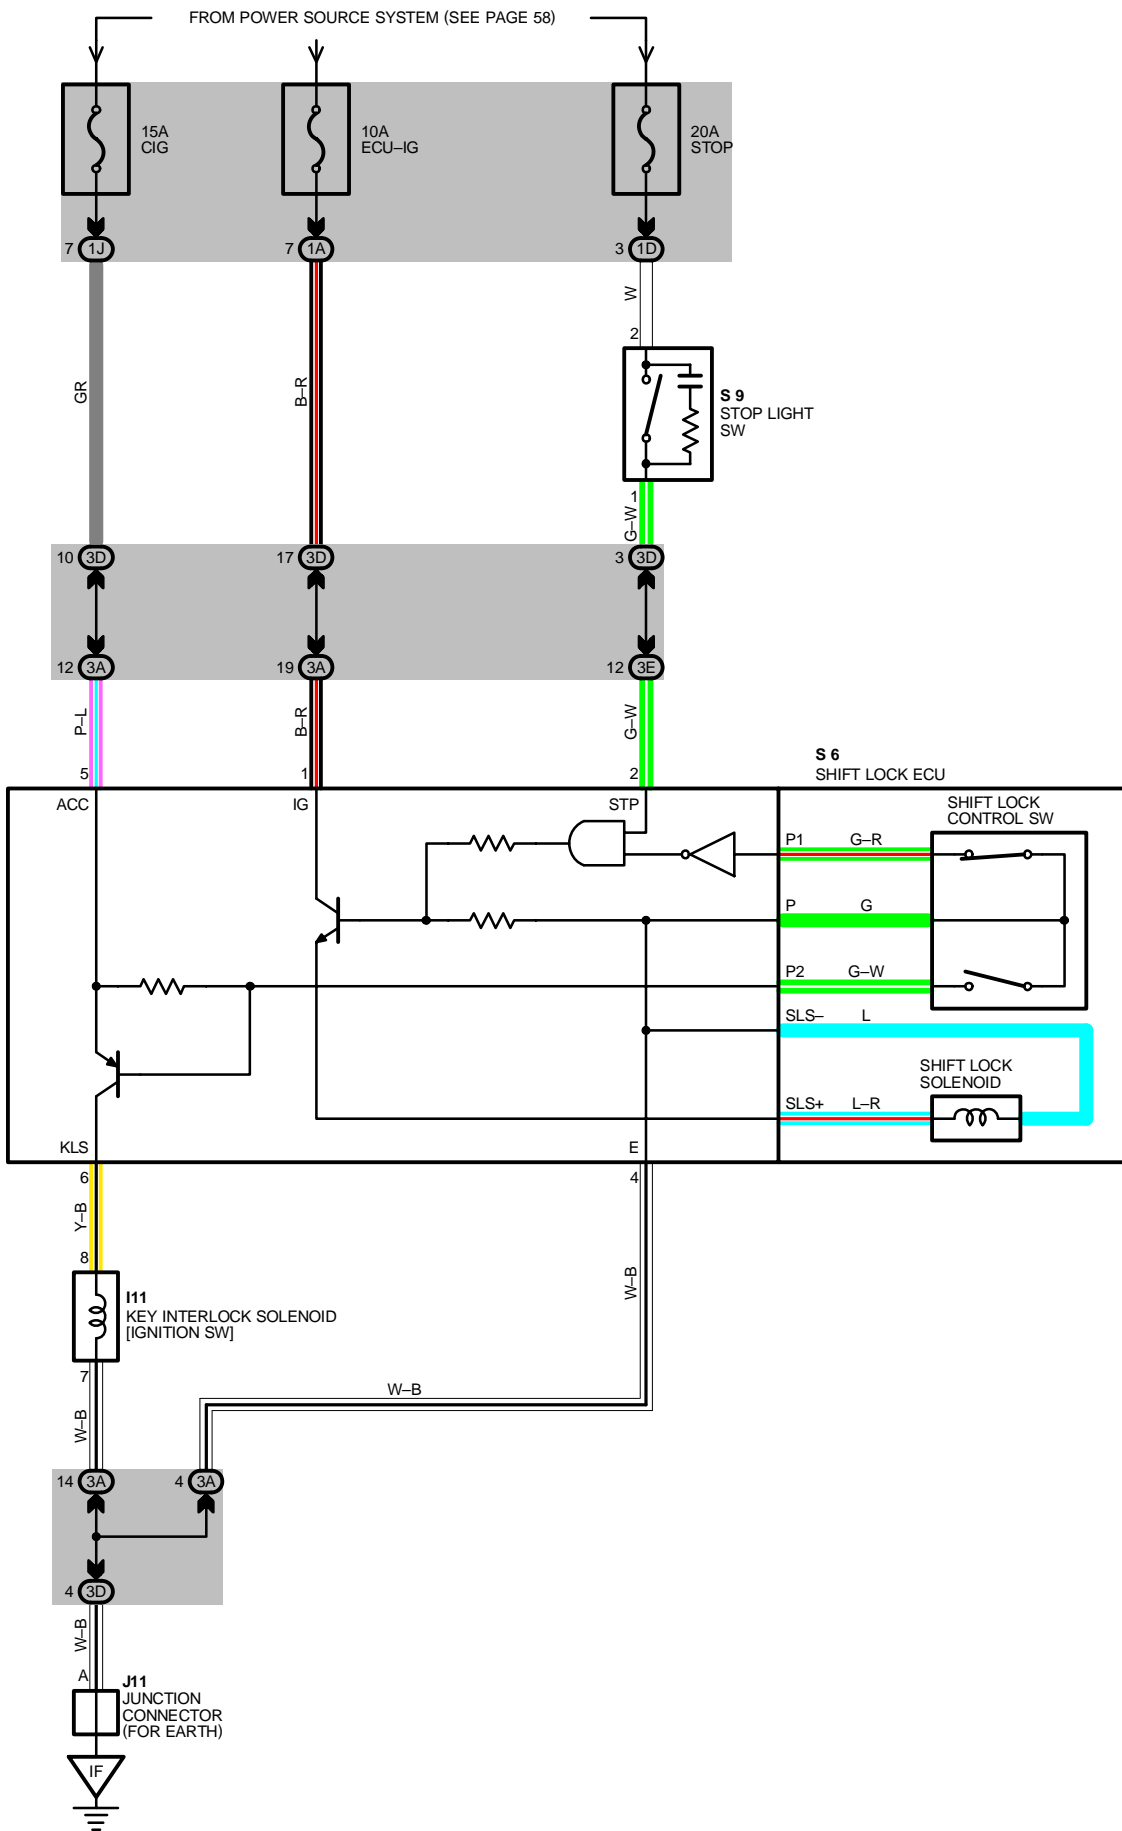 FROM POWER SOURCE SYSTEM (SEE PAGE 58)
15A
CIG
10A
ECU–IG
20A
STOP
7 1J
7 1A
3 1D
GR
B–R
W
2
S 9
STOP LIGHT
SW
1
G–W
10 3D
17 3D
3 3D
12 3A
19 3A
12 3E
P–L
B–R
G–W
5
1
2
S 6
SHIFT LOCK ECU
ACC
IG
STP
SHIFT LOCK
CONTROL SW
P1 G–R
P G
P2 G–W
SLS– L
SHIFT LOCK
SOLENOID
SLS+ L–R
KLS
E
6
4
Y–B
8
I11
KEY INTERLOCK SOLENOID
[IGNITION SW]
W–B
7
W–B
W–B
14 3A
4 3A
4 3D
W–B
A
J11
JUNCTION
CONNECTOR
(FOR EARTH)
IF